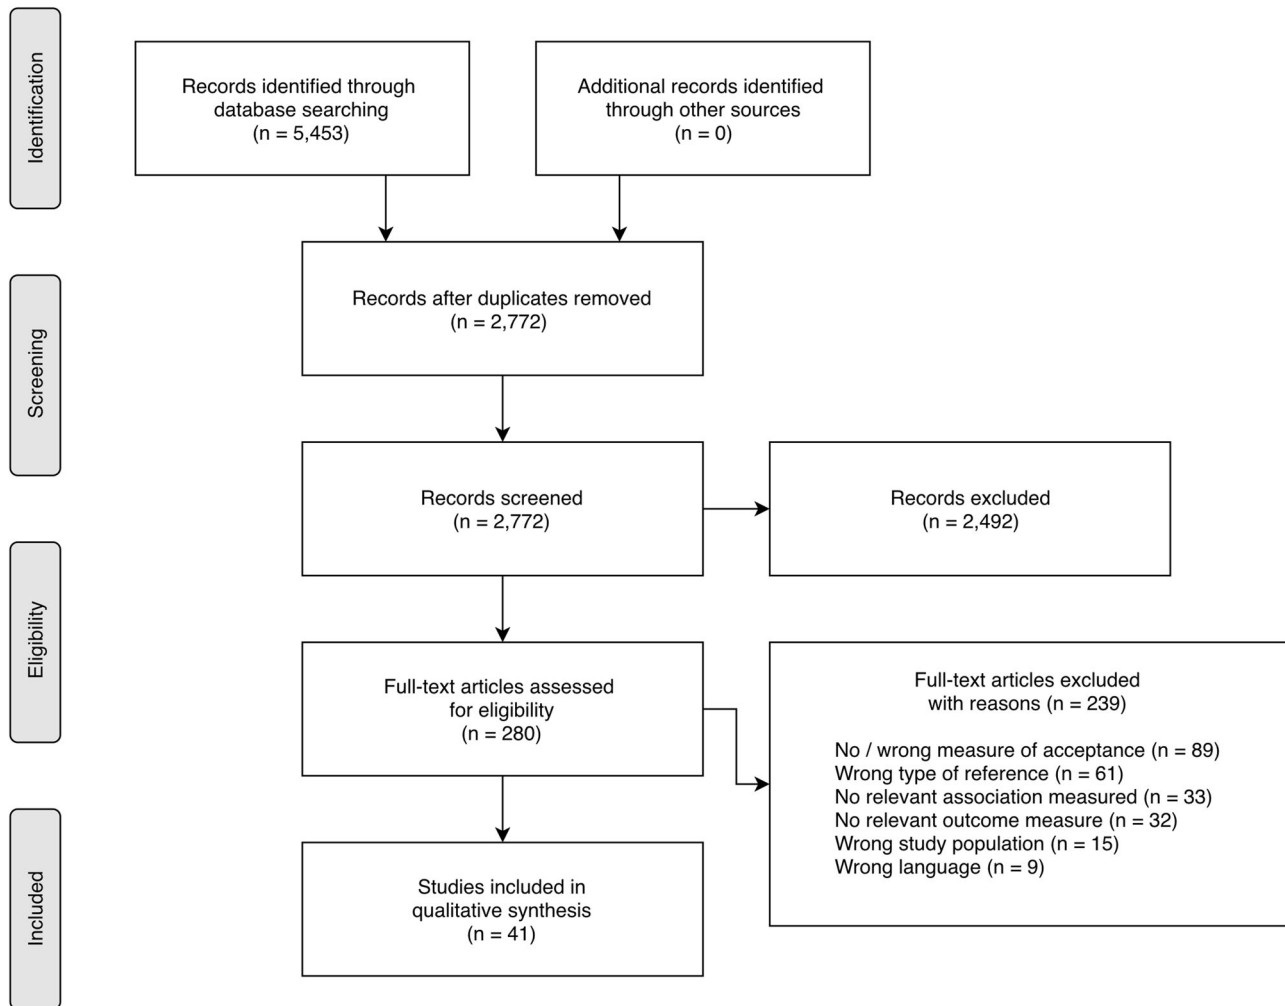 Identification
Records identified through
database searching
(n = 5,453)
Additional records identified
through other sources
(n = 0)
Screening
Records after duplicates removed
(n = 2,772)
Records screened
(n = 2,772)
Records excluded
(n = 2,492)
Eligibility
Full-text articles assessed
for eligibility
(n = 280)
Full-text articles excluded
with reasons (n = 239)
No / wrong measure of acceptance (n = 89)
Wrong type of reference (n = 61)
No relevant association measured (n = 33)
No relevant outcome measure (n = 32)
Wrong study population (n = 15)
Wrong language (n = 9)
Included
Studies included in
qualitative synthesis
(n = 41)